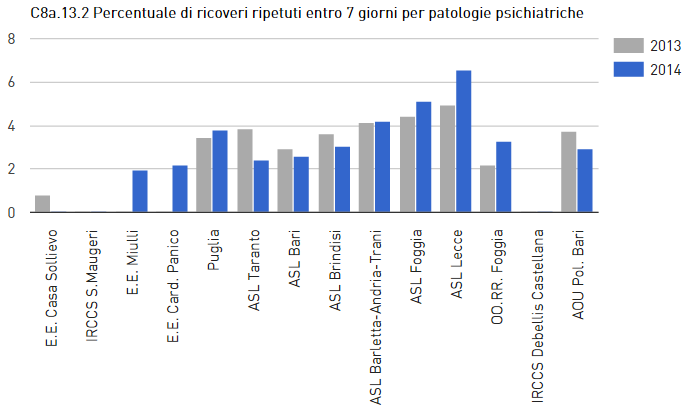 C8a.13.2 Percentuale di ricoveri ripetuti entro 7 giorni per patologie psichiatriche
8
6
4
2
0
2013
2014
E.E. Casa Sollievo
IRCCS S.Maugeri
E.E. Miulli
E.E. Card. Panico
Puglia
ASL Taranto
ASL Bari
ASL Brindisi
ASL Barletta-Andria-Trani
ASL Foggia
ASL Lecce
OO.RR. Foggia
IRCCS Debellis Castellana
AOU Pol. Bari